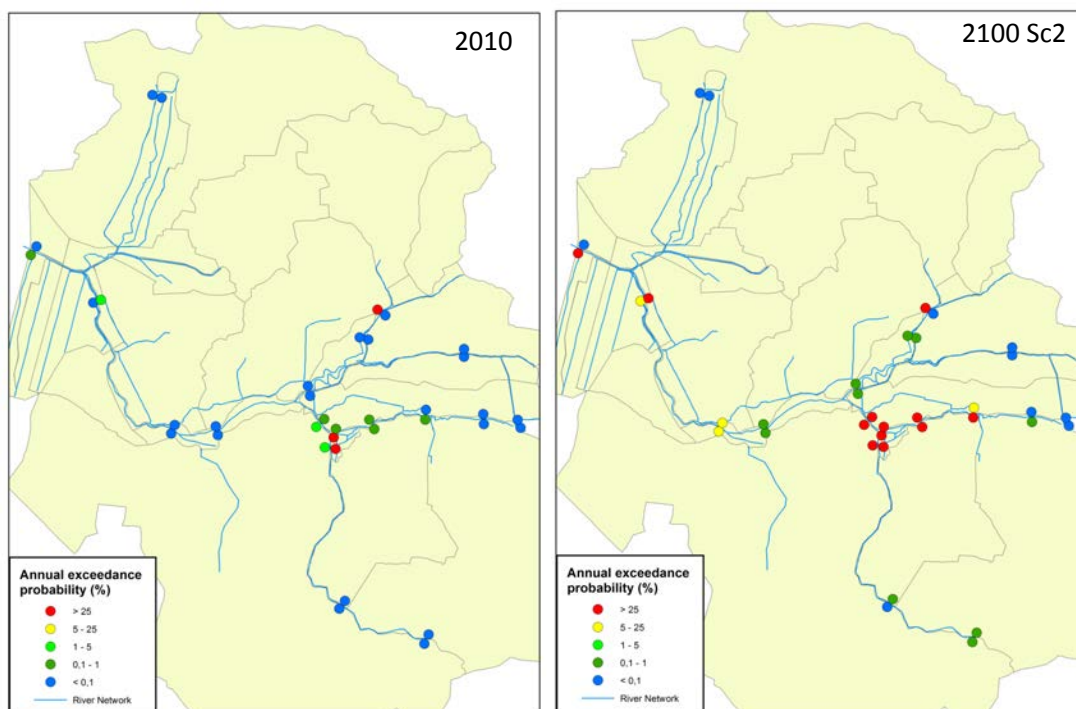 2010
Annual exceedance
probability (%)
> 25
5 - 25
1 - 5
0,1 - 1
< 0,1
River Network
2100 Sc2
Annual exceedance
probability (%)
> 25
5 - 25
1 - 5
0,1 - 1
< 0,1
River Network